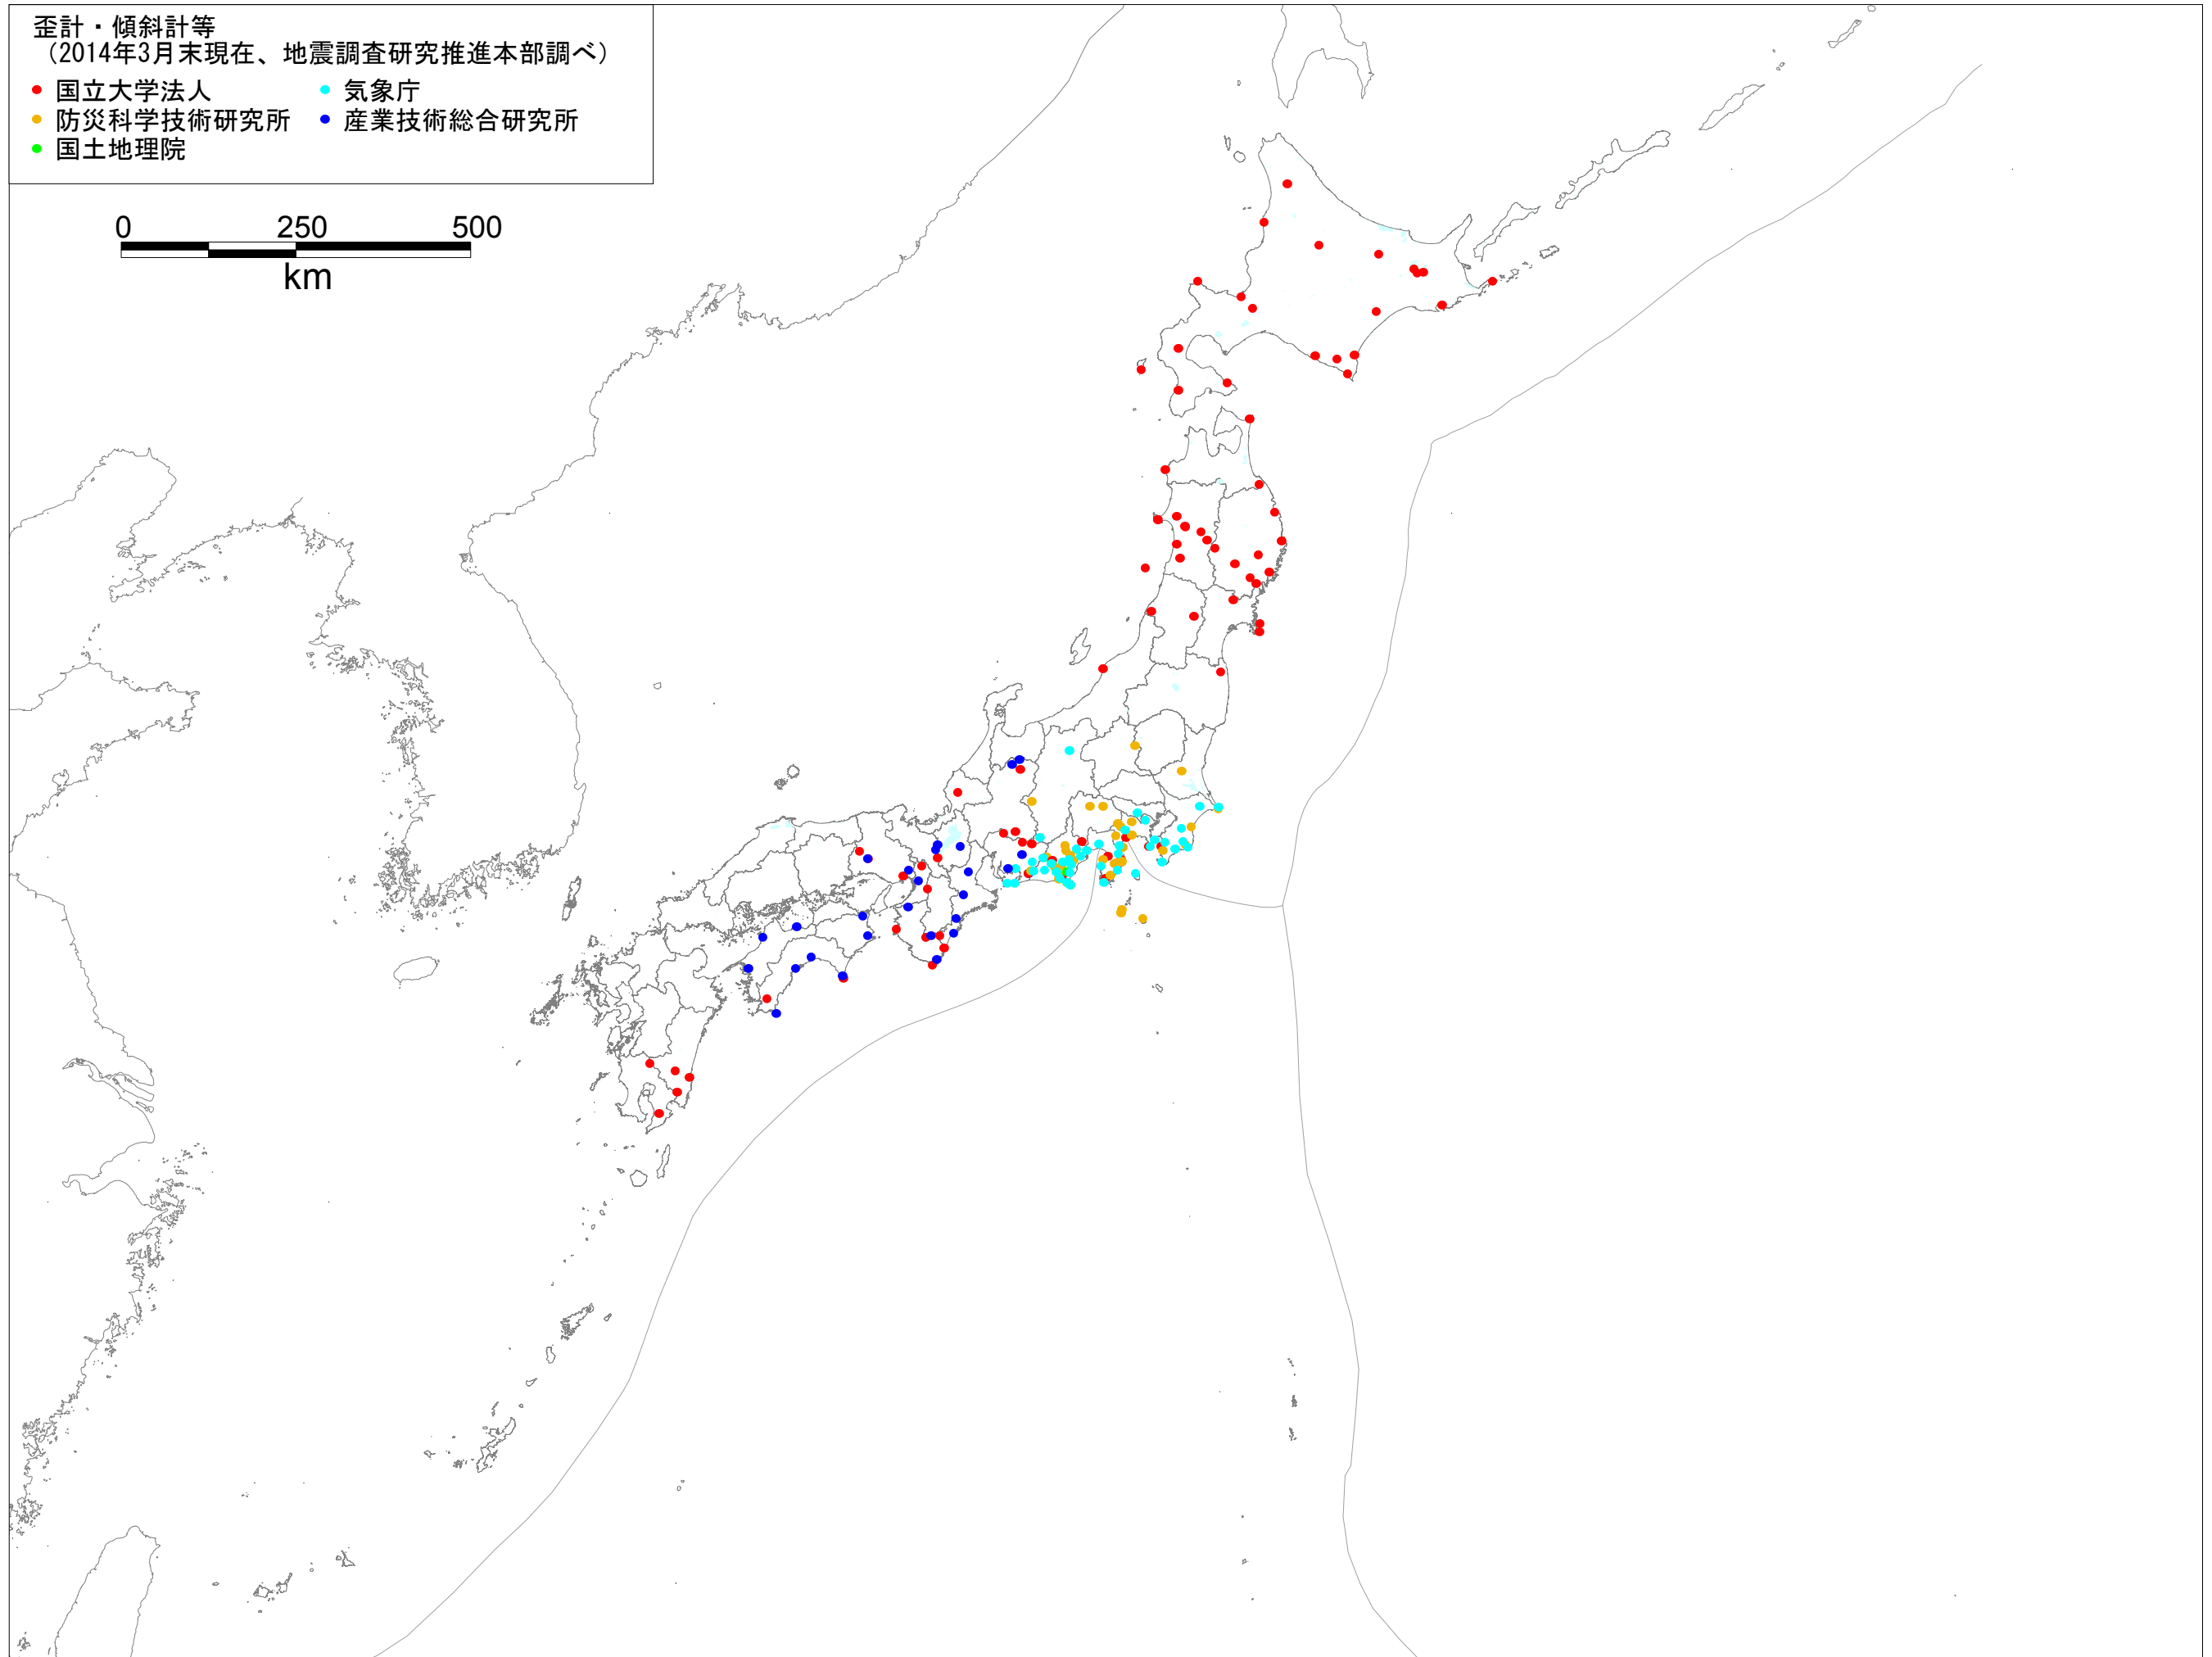 歪計・傾斜計等
（2014年3月末現在、地震調査研究推進本部調べ）
国立大学法人 気象庁
防災科学技術研究所 産業技術総合研究所
国土地理院
0 250 500
km